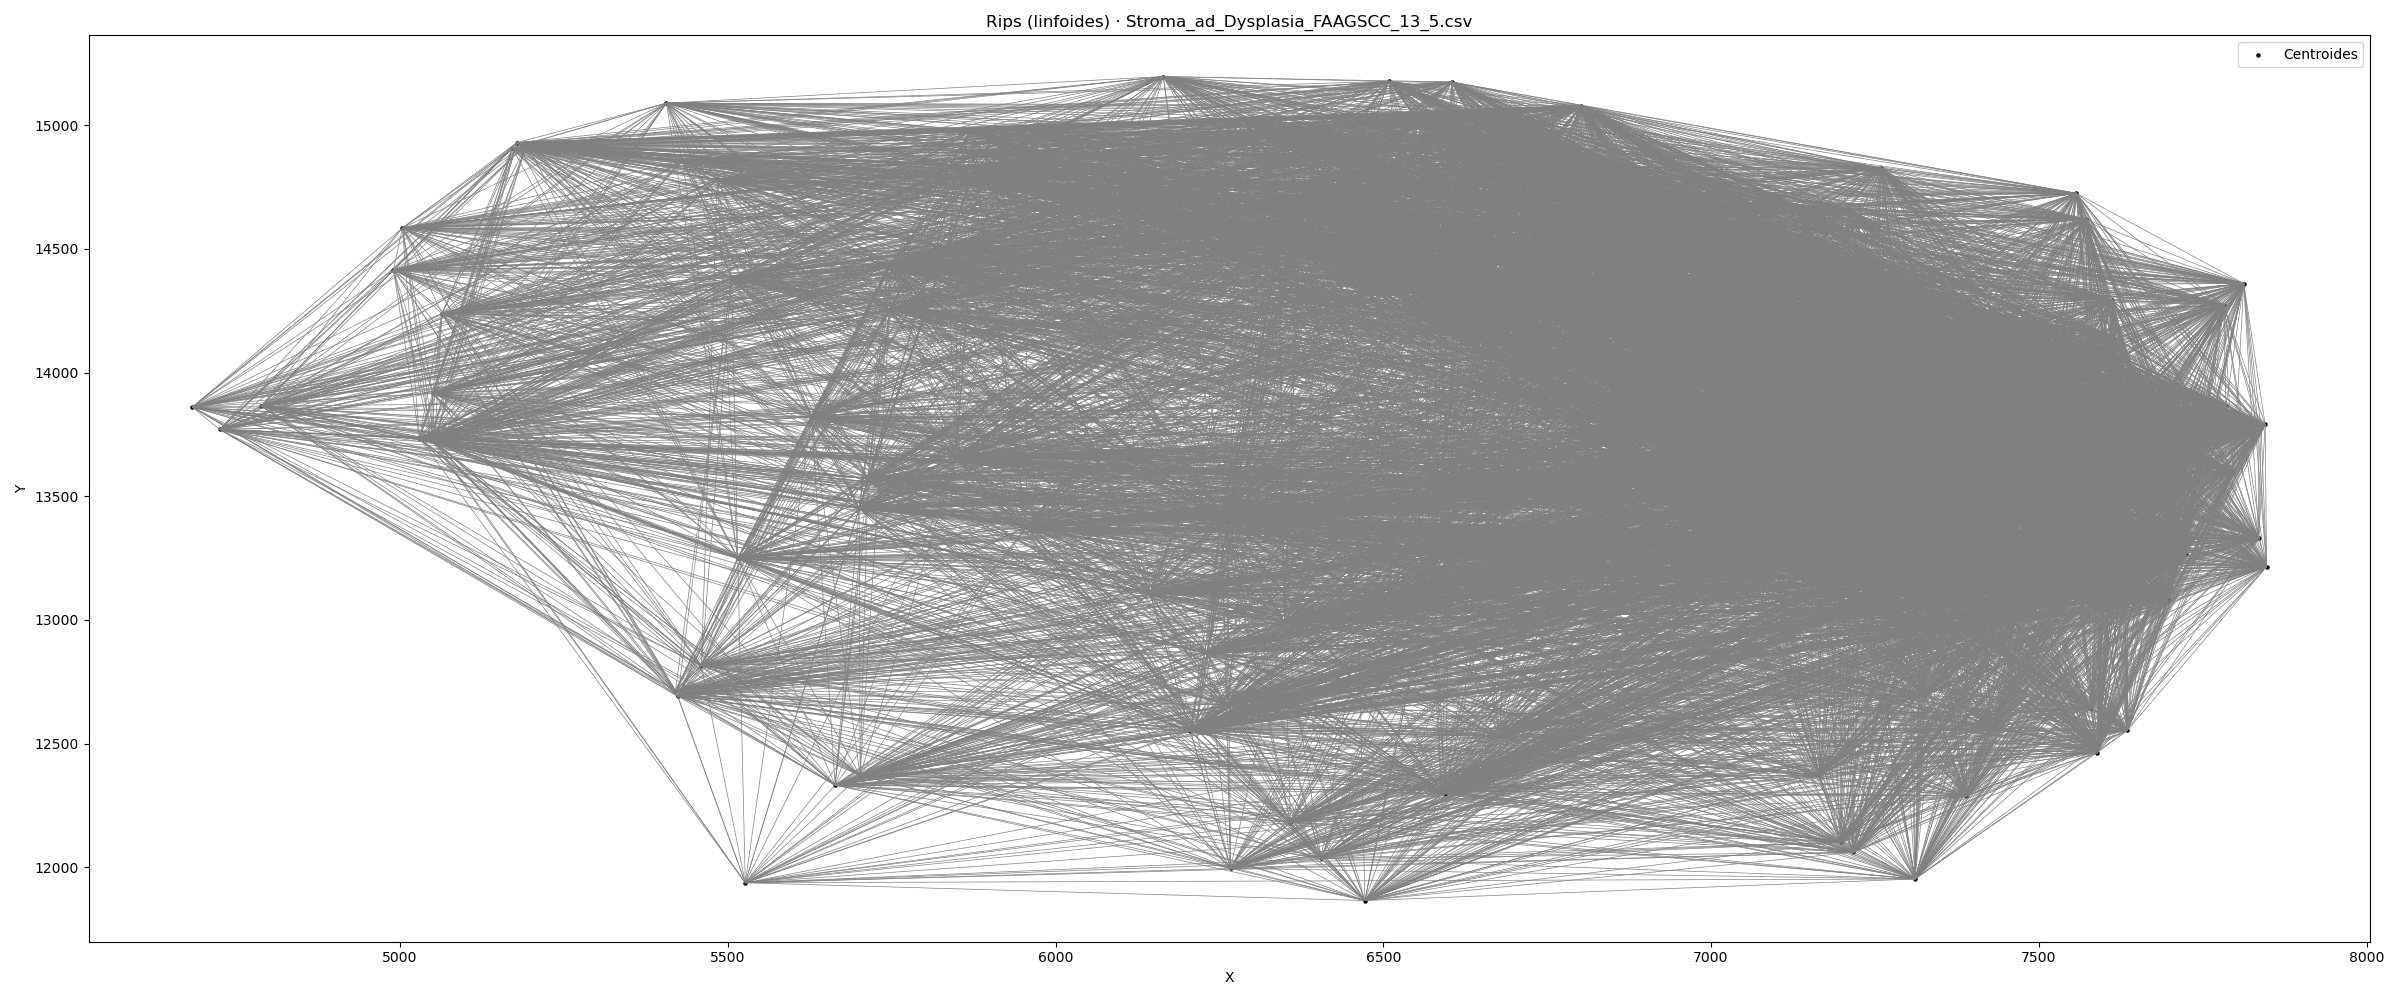 Rips (linfoides) · Stroma_ad_Dysplasia_FAAGSCC_13_5.csv
Centroides
15000
14500
14000
13500
13000
12500
12000
Y
5000 5500 6000 6500 7000 7500 8000
X